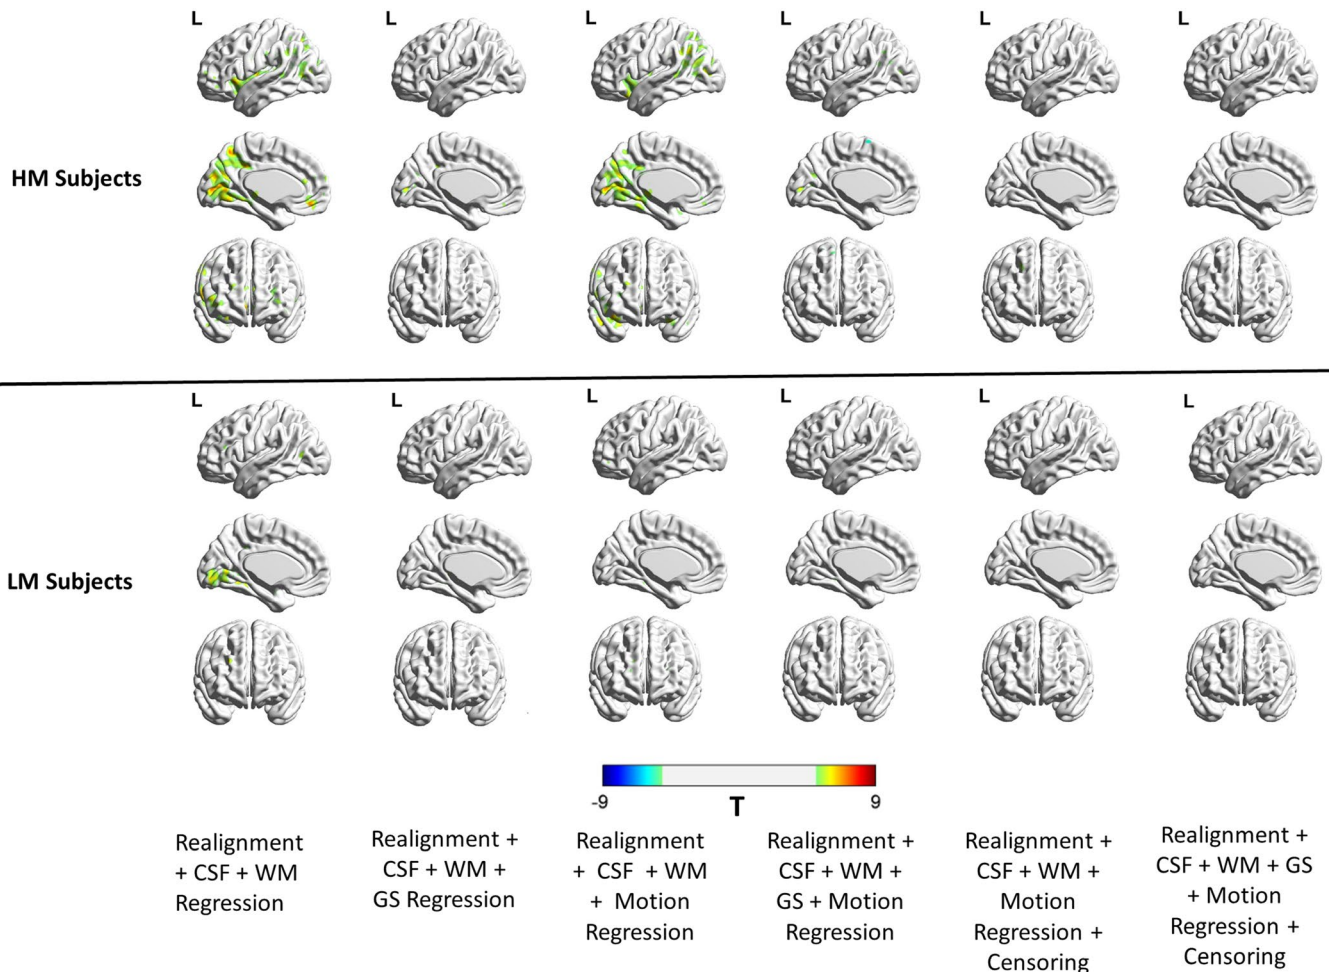 L L L L L L
HM Subjects
L L L L L L
LM Subjects
-9 T 9
Realignment
+ CSF + WM
Regression
Realignment +
CSF + WM +
GS Regression
Realignment
+ CSF + WM
+ Motion
Regression
Realignment +
CSF + WM +
GS + Motion
Regression
Realignment +
CSF + WM +
Motion
Regression +
Censoring
Realignment +
CSF + WM + GS
+ Motion
Regression +
Censoring